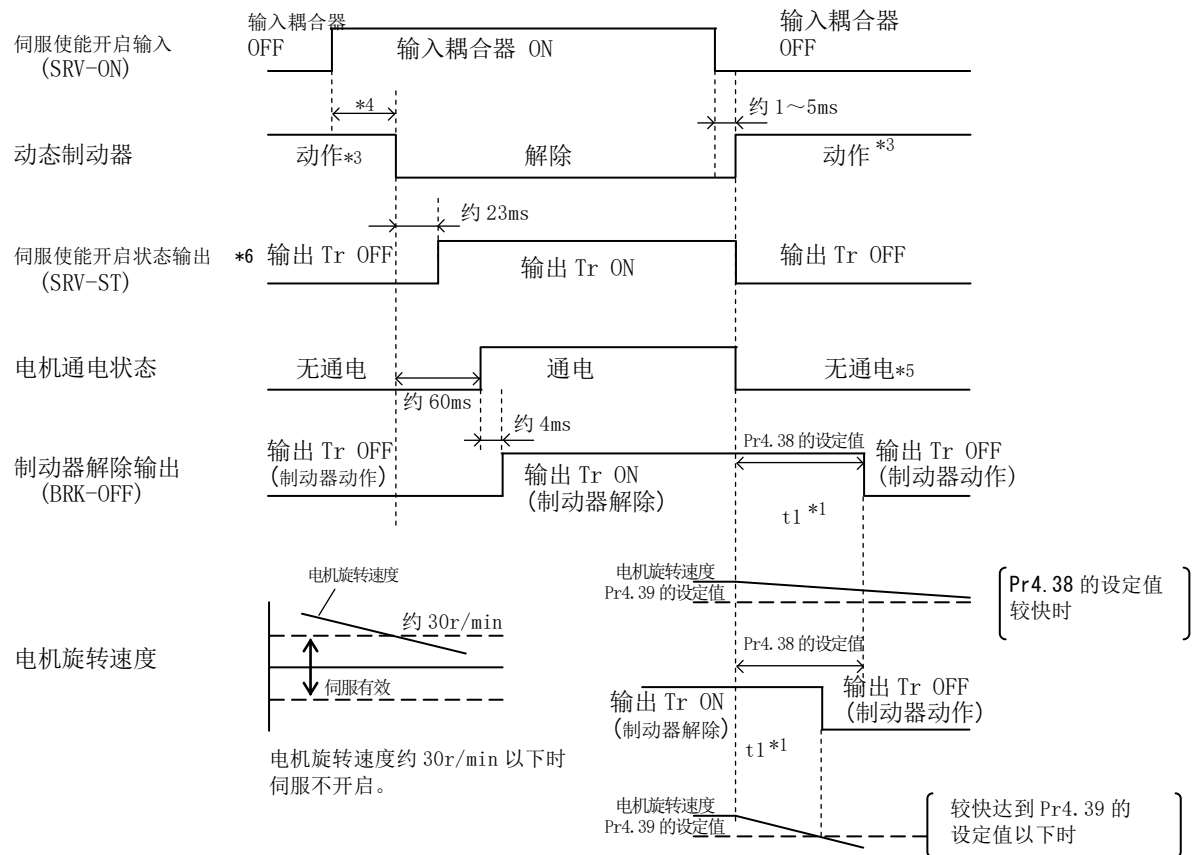 输入耦合器
OFF
输入耦合器 ON
输入耦合器
OFF
伺服使能开启输入
(SRV-ON)
*4
约 1～5ms
动态制动器
动作*3
解除
动作*3
约 23ms
伺服使能开启状态输出 *6
(SRV-ST)
输出 Tr OFF
输出 Tr ON
输出 Tr OFF
电机通电状态
无通电
通电
无通电*5
约 60ms
约 4ms
制动器解除输出
(BRK-OFF)
输出 Tr OFF
(制动器动作)
输出 Tr ON
(制动器解除)
Pr4.38 的设定值
输出 Tr OFF
(制动器动作)
t1 *1
电机旋转速度
电机旋转速度
Pr4.39 的设定值
Pr4.38 的设定值
较快时
电机旋转速度
约 30r/min
伺服有效
电机旋转速度约 30r/min 以下时
伺服不开启。
Pr4.38 的设定值
输出 Tr ON
(制动器解除)
输出 Tr OFF
(制动器动作)
t1*1
电机旋转速度
Pr4.39 的设定值
较快达到 Pr4.39 的
设定值以下时